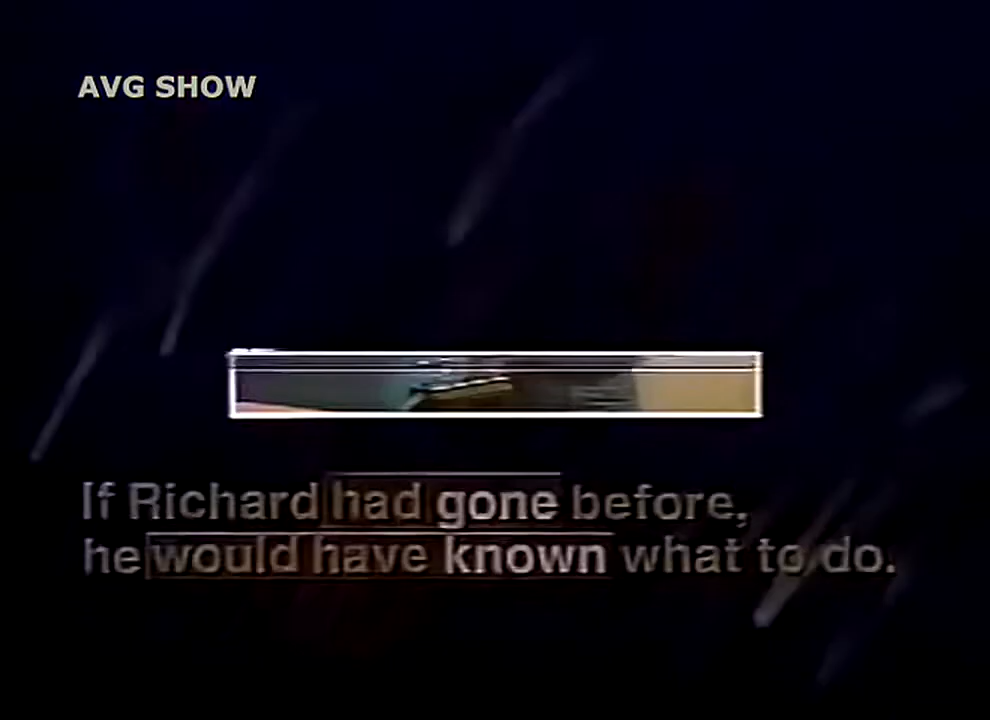 AVG SHOW
If Richard had gone before,
he would have known what to do.